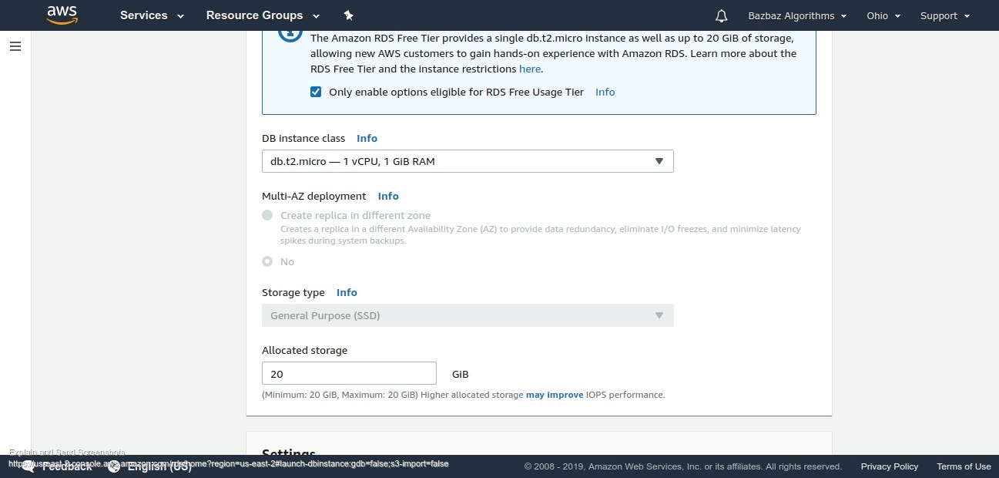 aws
Services
Resource Groups
Bazbaz Algorithms
Ohio
Support
The Amazon RDS Free Tier provides a single db.t2.micro instance as well as up to 20 GiB of storage,
allowing new AWS customers to gain hands-on experience with Amazon RDS. Learn more about the
RDS Free Tier and the instance restrictions here.
Only enable options eligible for RDS Free Usage Tier Info
DB instance class Info
db.t2.micro — 1 vCPU, 1 GiB RAM
Multi-AZ deployment Info
Create replica in different zone
Creates a replica in a different Availability Zone (AZ) to provide data redundancy, eliminate I/O freezes, and minimize latency
spikes during system backups.
No
Storage type Info
General Purpose (SSD)
Allocated storage
20 GiB
(Minimum: 20 GiB, Maximum: 20 GiB) Higher allocated storage may improve IOPS performance.
Settings
Explain and Send Screenshots
https://us-east-2.console.aws.amazon.com/rds/home?region=us-east-2#launch-dbinstance:gdb=false;s3-import=false
Feedback
English (US)
© 2008 - 2019, Amazon Web Services, Inc. or its affiliates. All rights reserved.
Privacy Policy
Terms of Use